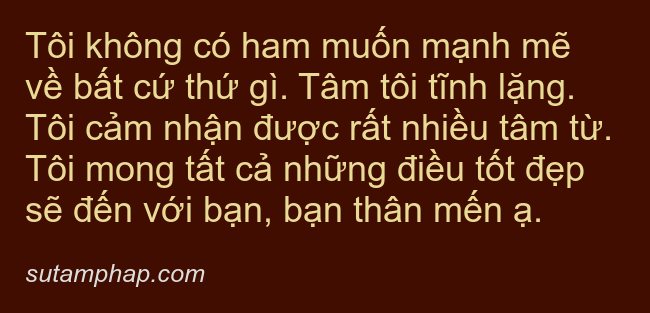 Tôi không có ham muốn mạnh mẽ
về bất cứ thứ gì. Tâm tôi tĩnh lặng.
Tôi cảm nhận được rất nhiều tâm từ.
Tôi mong tất cả những điều tốt đẹp
sẽ đến với bạn, bạn thân mến ạ.
sutamphap.com